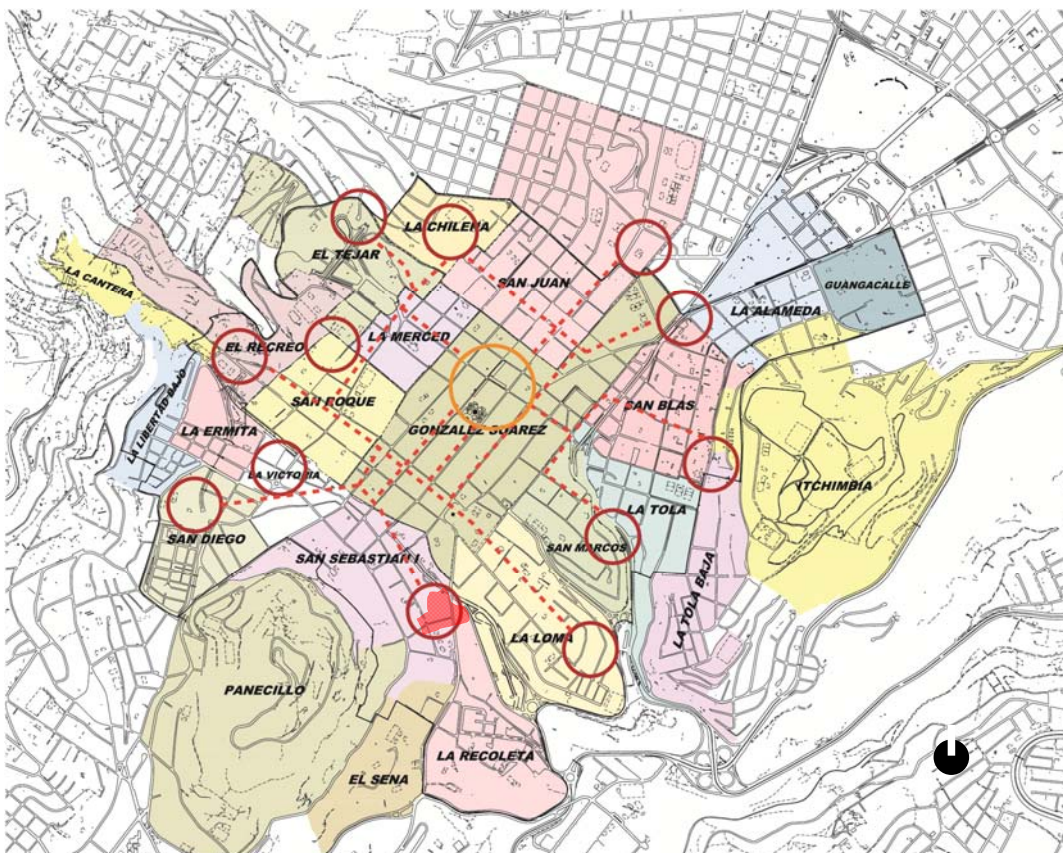 LA CHILENA
EL TEJAR
LA CANTERA
SAN JUAN
GUANGACALLE
LA ALAMEDA
LA MERCED
EL RECREO
SAN ROQUE
SAN BLAS
LA LIBERTAD BAJO
LA ERMITA
GONZALEZ SUAREZ
LA VICTORIA
ITCHIMBIA
LA TOLA
SAN DIEGO
SAN MARCOS
SAN SEBASTIAN I
LA TOLA BAJA
LA LOMA
PANECILLO
LA RECOLETA
EL SENA